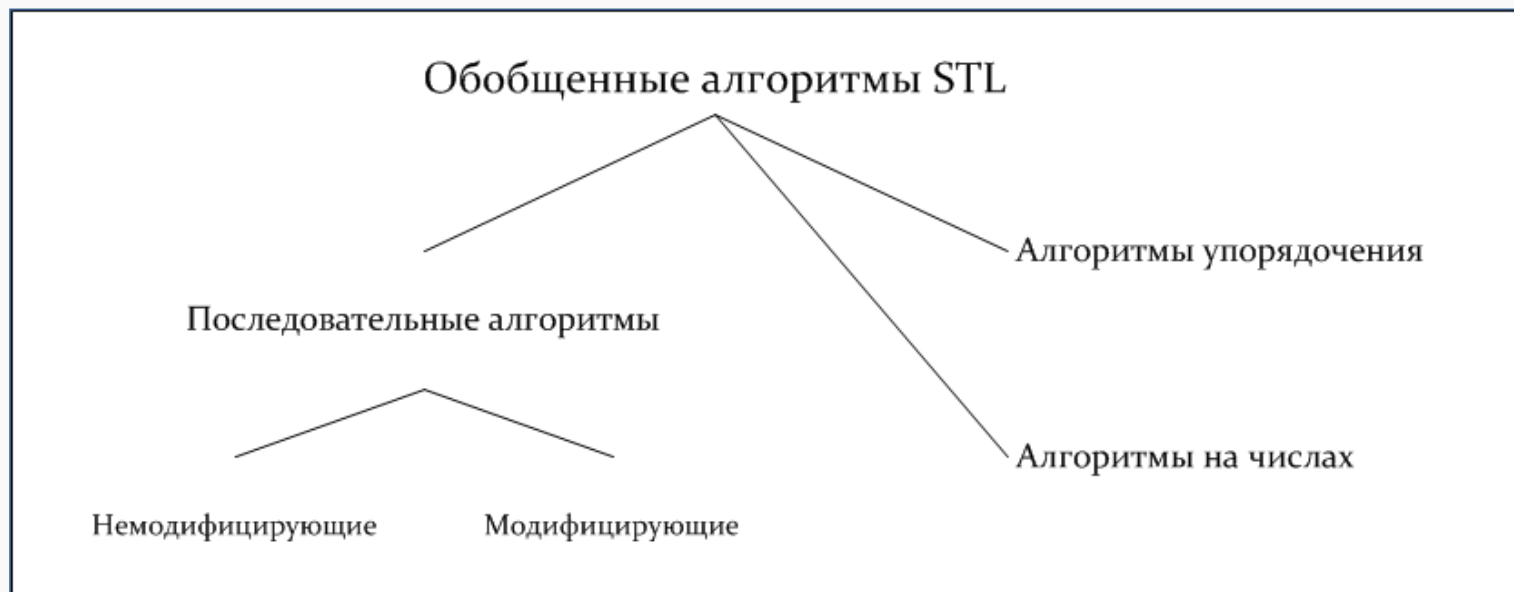 Обобщенные алгоритмы STL
Алгоритмы упорядочения
Последовательные алгоритмы
Алгоритмы на числах
Немодифицирующие
Модифицирующие